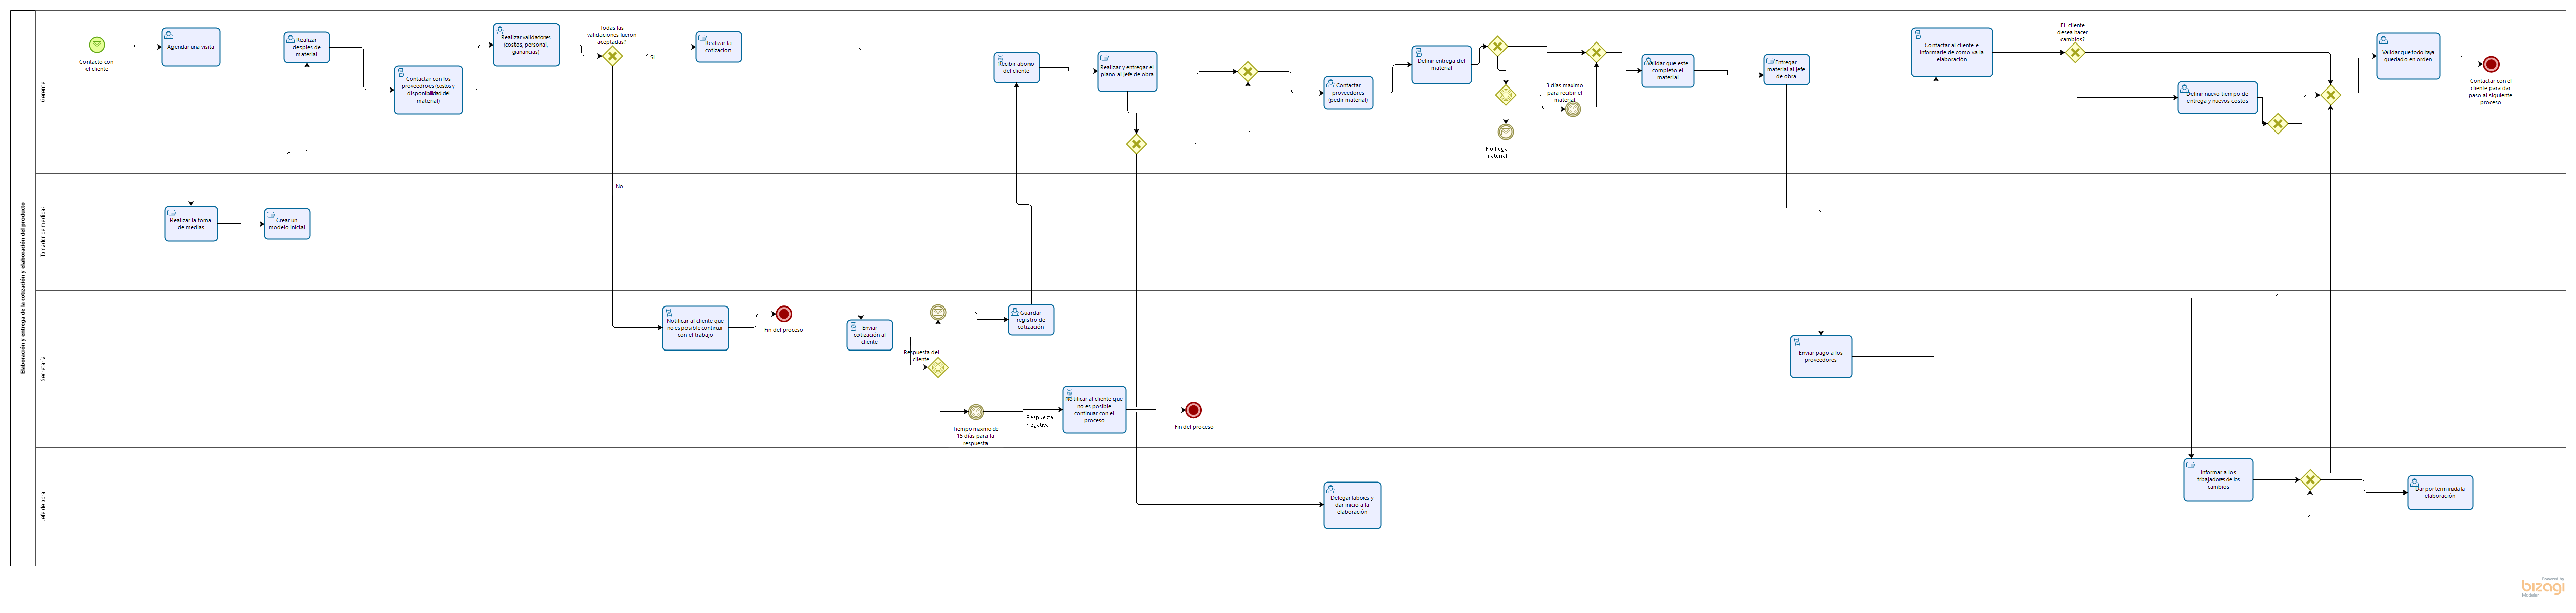 Elaboración y entrega de la cotización y elaboración del producto
Gerente
Contacto con
el cliente
Agendar una visita
Realizar
despies de
material
Contactar con los
proveedroes (costos y
disponibilidad del
material)
Realizar validadiones
(costos, personal,
ganancias)
Todas las
validaciones fueron
aceptadas?
Si
No
Realizar la
cotizacion
Recibir abono
del cliente
Realizar y entregar el
plano al jefe de obra
Contactar
proveedores
(pedir material)
Definir entrega del
material
3 días maximo
para recibir el
material
No llega
material
Validar que este
completo el
material
Entregar
material al jefe
de obra
Contactar al cliente e
informarle de como va la
elaboración
El cliente
desea hacer
cambios?
Definir nuevo tiempo de
entrega y nuevos costos
Validar que todo haya
quedado en orden
Contactar con el
cliente para dar
paso al siguiente
proceso
Tomador de medidas
Realizar la toma
de medias
Crear un
modelo inicial
Secretaria
Notificar al cliente que
no es posible continuar
con el trabajo
Fin del proceso
Enviar
cotización al
cliente
Respuesta del
cliente
Guardar
registro de
cotización
Tiempo maximo de
15 días para la
respuesta
Respuesta
negativa
Notificar al cliente que
no es posible
continuar con el
proceso
Fin del proceso
Enviar pago a los
proveedores
Jefe de obra
Delegar labores y
dar inicio a la
elaboración
Informar a los
trbajadores de los
cambios
Dar por terminada la
elaboración
Powered by
bizagi
Modeler